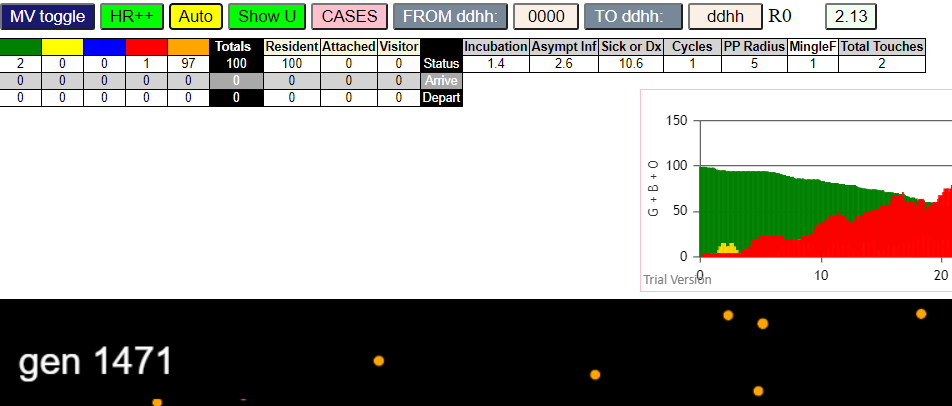 MV toggle HR++ Auto Show U CASES FROM ddhh: 0000 TO ddhh: ddhh R0 2.13
Totals Resident Attached Visitor Incubation Asympt Inf Sick or Dx Cycles PP Radius MingleF Total Touches
2 0 0 1 97 100 100 0 0 Status 1.4 2.6 10.6 1 5 1 2
0 0 0 0 0 0 0 0 0 Arrive
0 0 0 0 0 0 0 0 0 Depart
150
100
50
0
G + B + O
0 10 20
Trial Version
gen 1471